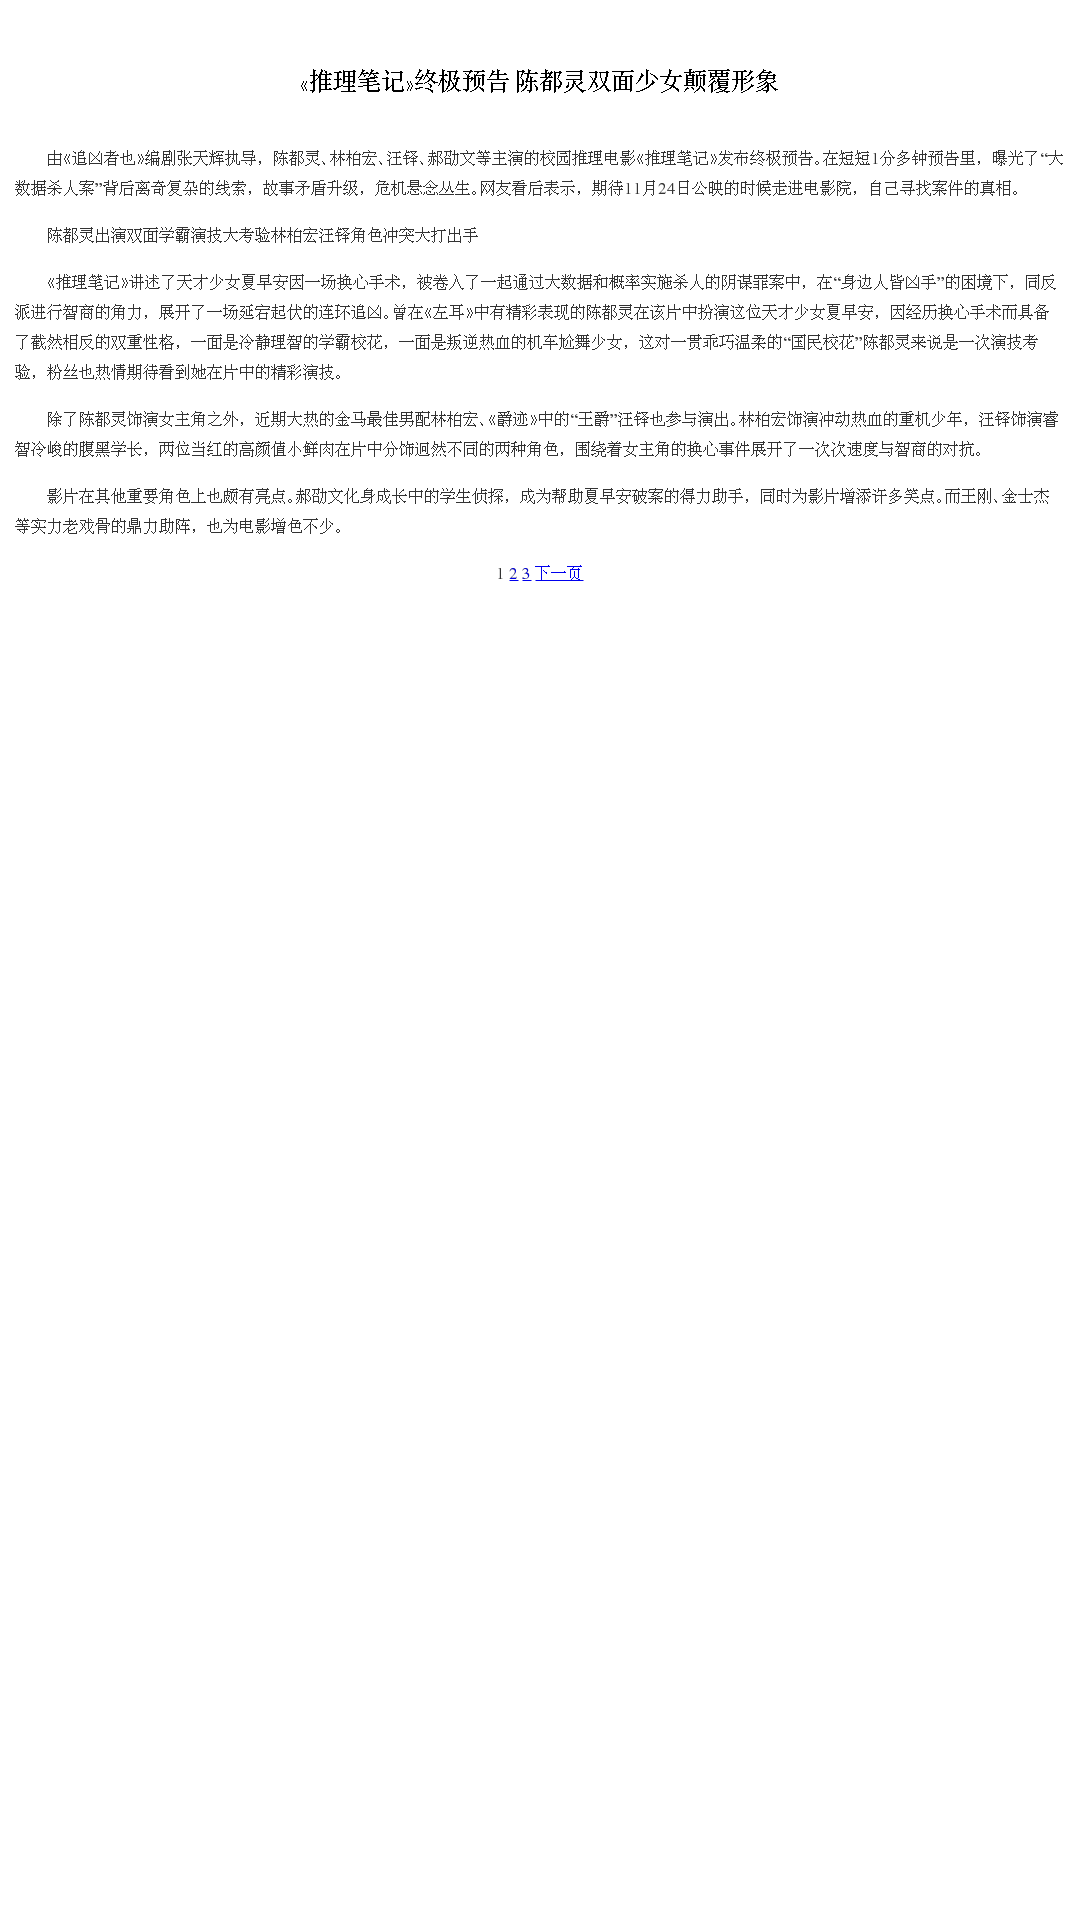 《推理笔记》终极预告 陈都灵双面少女颠覆形象
由《追凶者也》编剧张天辉执导，陈都灵、林柏宏、汪铎、郝劭文等主演的校园推理电影《推理笔记》发布终极预告。在短短1分多钟预告里，曝光了“大
数据杀人案”背后离奇复杂的线索，故事矛盾升级，危机悬念丛生。网友看后表示，期待11月24日公映的时候走进电影院，自己寻找案件的真相。
陈都灵出演双面学霸演技大考验林柏宏汪铎角色冲突大打出手
《推理笔记》讲述了天才少女夏早安因一场换心手术，被卷入了一起通过大数据和概率实施杀人的阴谋罪案中，在“身边人皆凶手”的困境下，同反
派进行智商的角力，展开了一场延宕起伏的连环追凶。曾在《左耳》中有精彩表现的陈都灵在该片中扮演这位天才少女夏早安，因经历换心手术而具备
了截然相反的双重性格，一面是冷静理智的学霸校花，一面是叛逆热血的机车尬舞少女，这对一贯乖巧温柔的“国民校花”陈都灵来说是一次演技考
验，粉丝也热情期待看到她在片中的精彩演技。
除了陈都灵饰演女主角之外，近期大热的金马最佳男配林柏宏、《爵迹》中的“王爵”汪铎也参与演出。林柏宏饰演冲动热血的重机少年，汪铎饰演睿
智冷峻的腹黑学长，两位当红的高颜值小鲜肉在片中分饰迥然不同的两种角色，围绕着女主角的换心事件展开了一次次速度与智商的对抗。
影片在其他重要角色上也颇有亮点。郝劭文化身成长中的学生侦探，成为帮助夏早安破案的得力助手，同时为影片增添许多笑点。而王刚、金士杰
等实力老戏骨的鼎力助阵，也为电影增色不少。
1 2 3 下一页